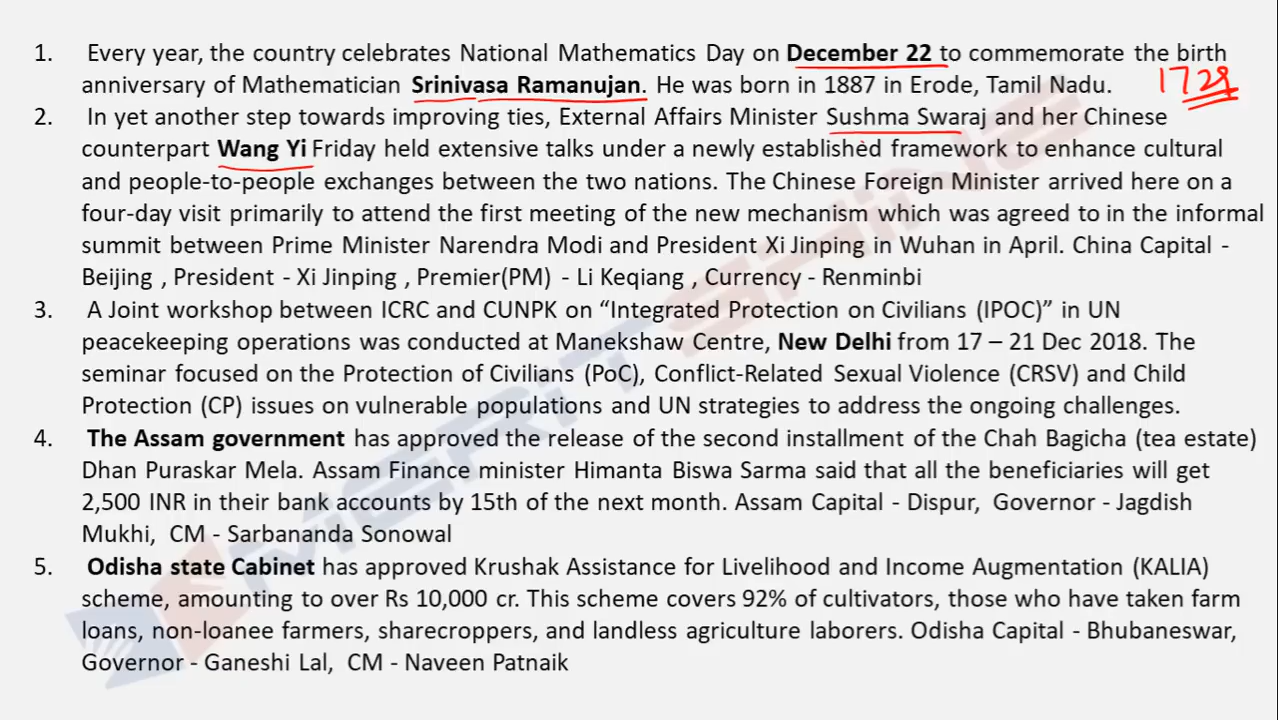 1. Every year, the country celebrates National Mathematics Day on December 22 to commemorate the birth
anniversary of Mathematician Srinivasa Ramanujan. He was born in 1887 in Erode, Tamil Nadu. 1729
2. In yet another step towards improving ties, External Affairs Minister Sushma Swaraj and her Chinese
counterpart Wang Yi Friday held extensive talks under a newly established framework to enhance cultural
and people-to-people exchanges between the two nations. The Chinese Foreign Minister arrived here on a
four-day visit primarily to attend the first meeting of the new mechanism which was agreed to in the informal
summit between Prime Minister Narendra Modi and President Xi Jinping in Wuhan in April. China Capital -
Beijing , President - Xi Jinping , Premier(PM) - Li Keqiang , Currency - Renminbi
3. A Joint workshop between ICRC and CUNPK on “Integrated Protection on Civilians (IPOC)” in UN
peacekeeping operations was conducted at Manekshaw Centre, New Delhi from 17 – 21 Dec 2018. The
seminar focused on the Protection of Civilians (PoC), Conflict-Related Sexual Violence (CRSV) and Child
Protection (CP) issues on vulnerable populations and UN strategies to address the ongoing challenges.
4. The Assam government has approved the release of the second installment of the Chah Bagicha (tea estate)
Dhan Puraskar Mela. Assam Finance minister Himanta Biswa Sarma said that all the beneficiaries will get
2,500 INR in their bank accounts by 15th of the next month. Assam Capital - Dispur, Governor - Jagdish
Mukhi, CM - Sarbananda Sonowal
5. Odisha state Cabinet has approved Krushak Assistance for Livelihood and Income Augmentation (KALIA)
scheme, amounting to over Rs 10,000 cr. This scheme covers 92% of cultivators, those who have taken farm
loans, non-loanee farmers, sharecroppers, and landless agriculture laborers. Odisha Capital - Bhubaneswar,
Governor - Ganeshi Lal, CM - Naveen Patnaik
MERITSHINE